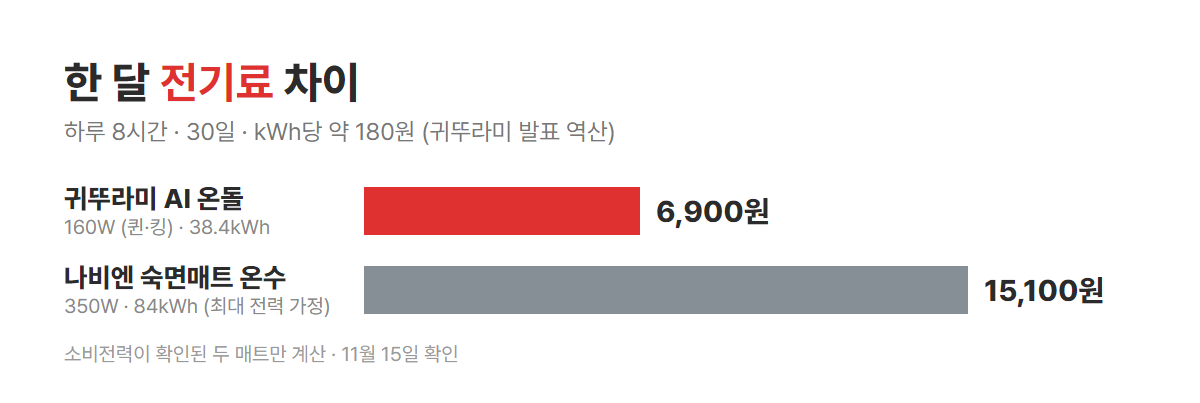 한 달 전기료 차이
하루 8시간 · 30일 · kWh당 약 180원 (귀뚜라미 발표 역산)
귀뚜라미 AI 온돌
160W (퀸·킹) · 38.4kWh
6,900원
나비엔 숙면매트 온수
350W · 84kWh (최대 전력 가정)
15,100원
소비전력이 확인된 두 매트만 계산 · 11월 15일 확인